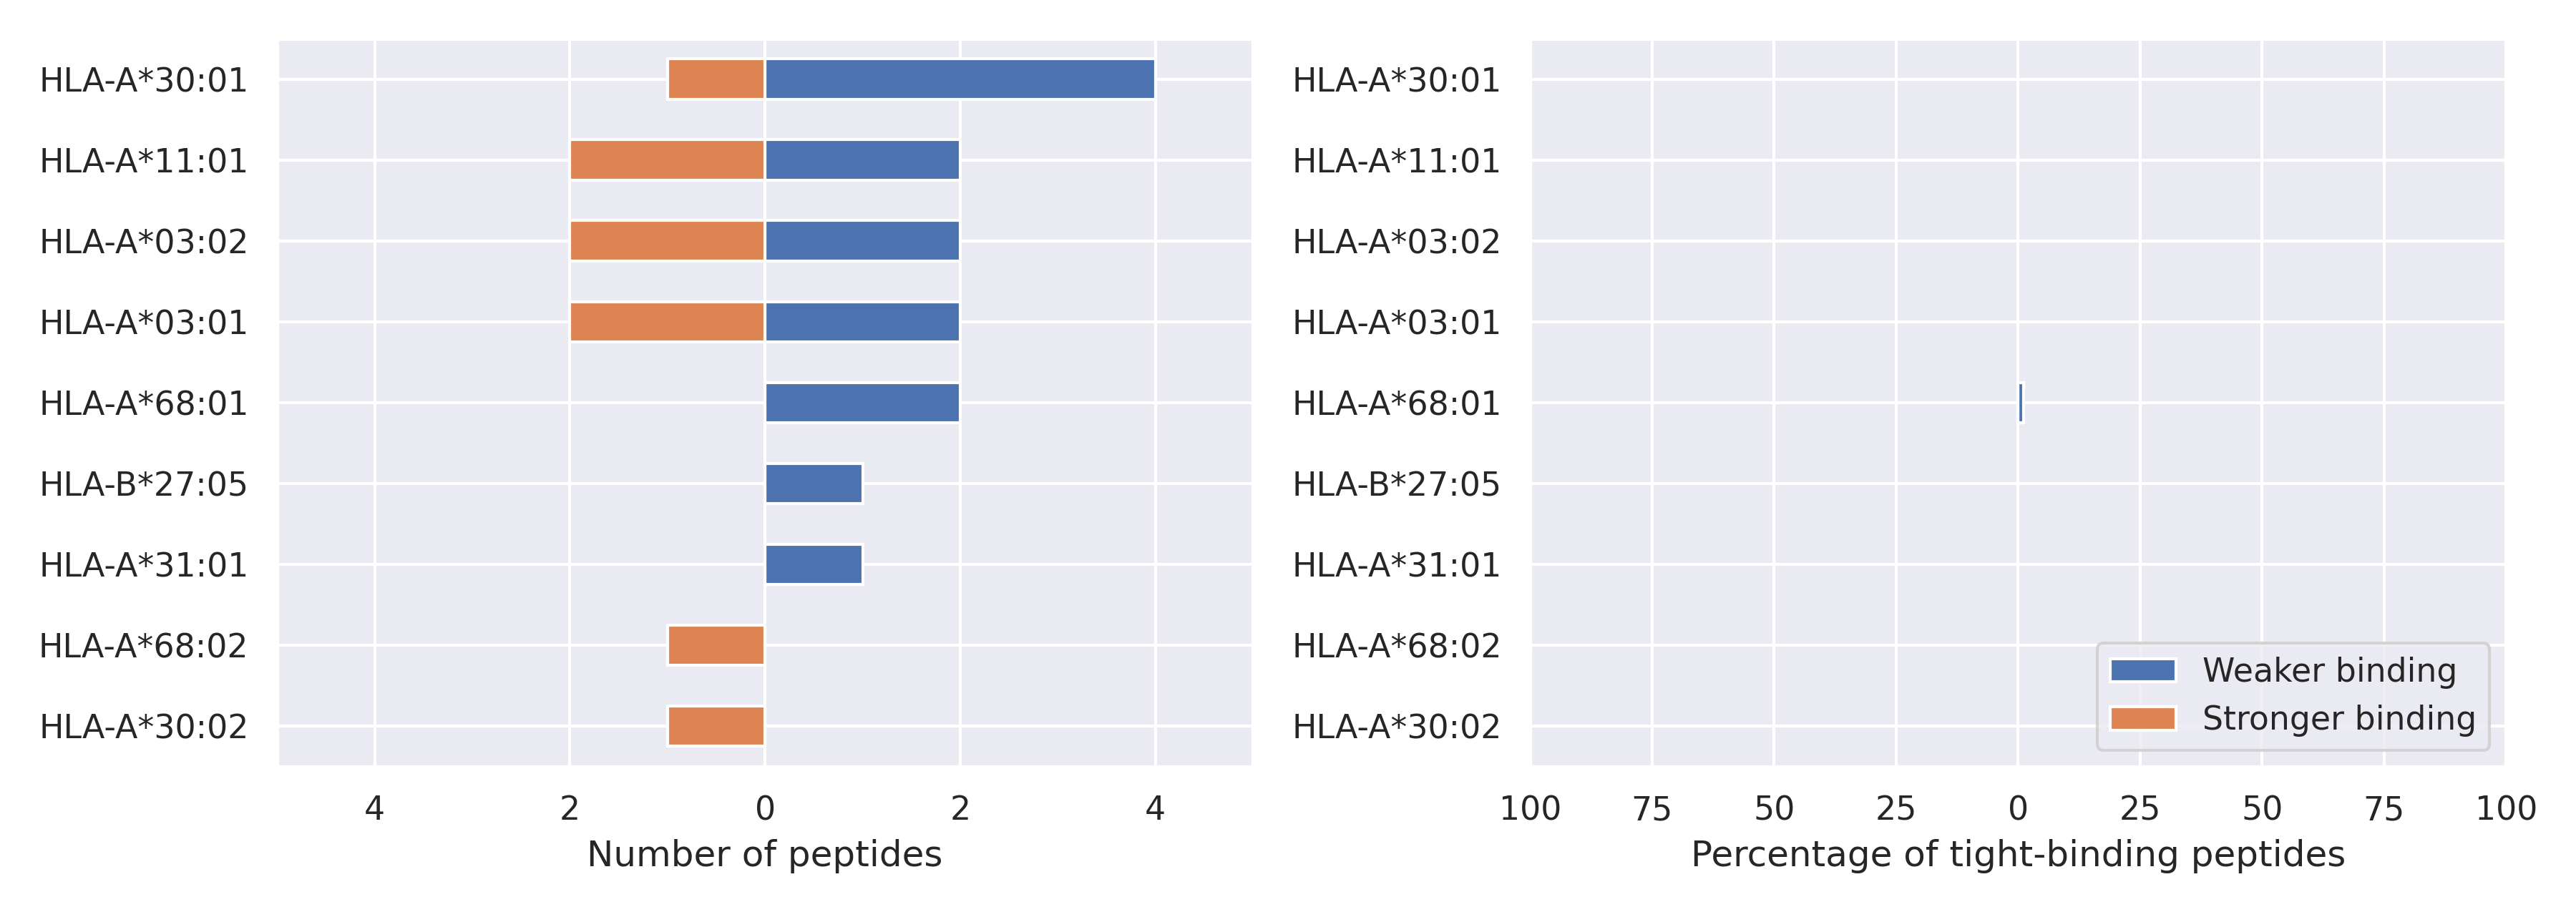 HLA-A*30:01
HLA-A*11:01
HLA-A*03:02
HLA-A*03:01
HLA-A*68:01
HLA-B*27:05
HLA-A*31:01
HLA-A*68:02
HLA-A*30:02
4 2 0 2 4
Number of peptides
HLA-A*30:01
HLA-A*11:01
HLA-A*03:02
HLA-A*03:01
HLA-A*68:01
HLA-B*27:05
HLA-A*31:01
HLA-A*68:02
HLA-A*30:02
Weaker binding
Stronger binding
100 75 50 25 0 25 50 75 100
Percentage of tight-binding peptides